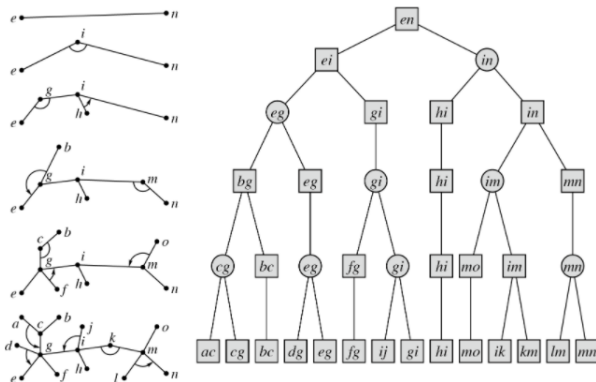 e n
i
e n
g i
e h n
b
g i m
e h n
c b o
g i m
e f h n
a c b j o
d g i k m
e f h l n
en
ei in
eg gi hi in
bg eg gi hi im mn
cg bc eg fg gi hi mo im mn
ac cg bc dg eg fg ij gi hi mo ik km lm mn